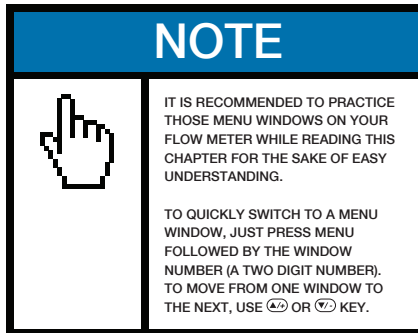 NOTE
IT IS RECOMMENDED TO PRACTICE
THOSE MENU WINDOWS ON YOUR
FLOW METER WHILE READING THIS
CHAPTER FOR THE SAKE OF EASY
UNDERSTANDING.
TO QUICKLY SWITCH TO A MENU
WINDOW, JUST PRESS MENU
FOLLOWED BY THE WINDOW
NUMBER (A TWO DIGIT NUMBER).
TO MOVE FROM ONE WINDOW TO
THE NEXT, USE ▲/+ OR ▼/- KEY.